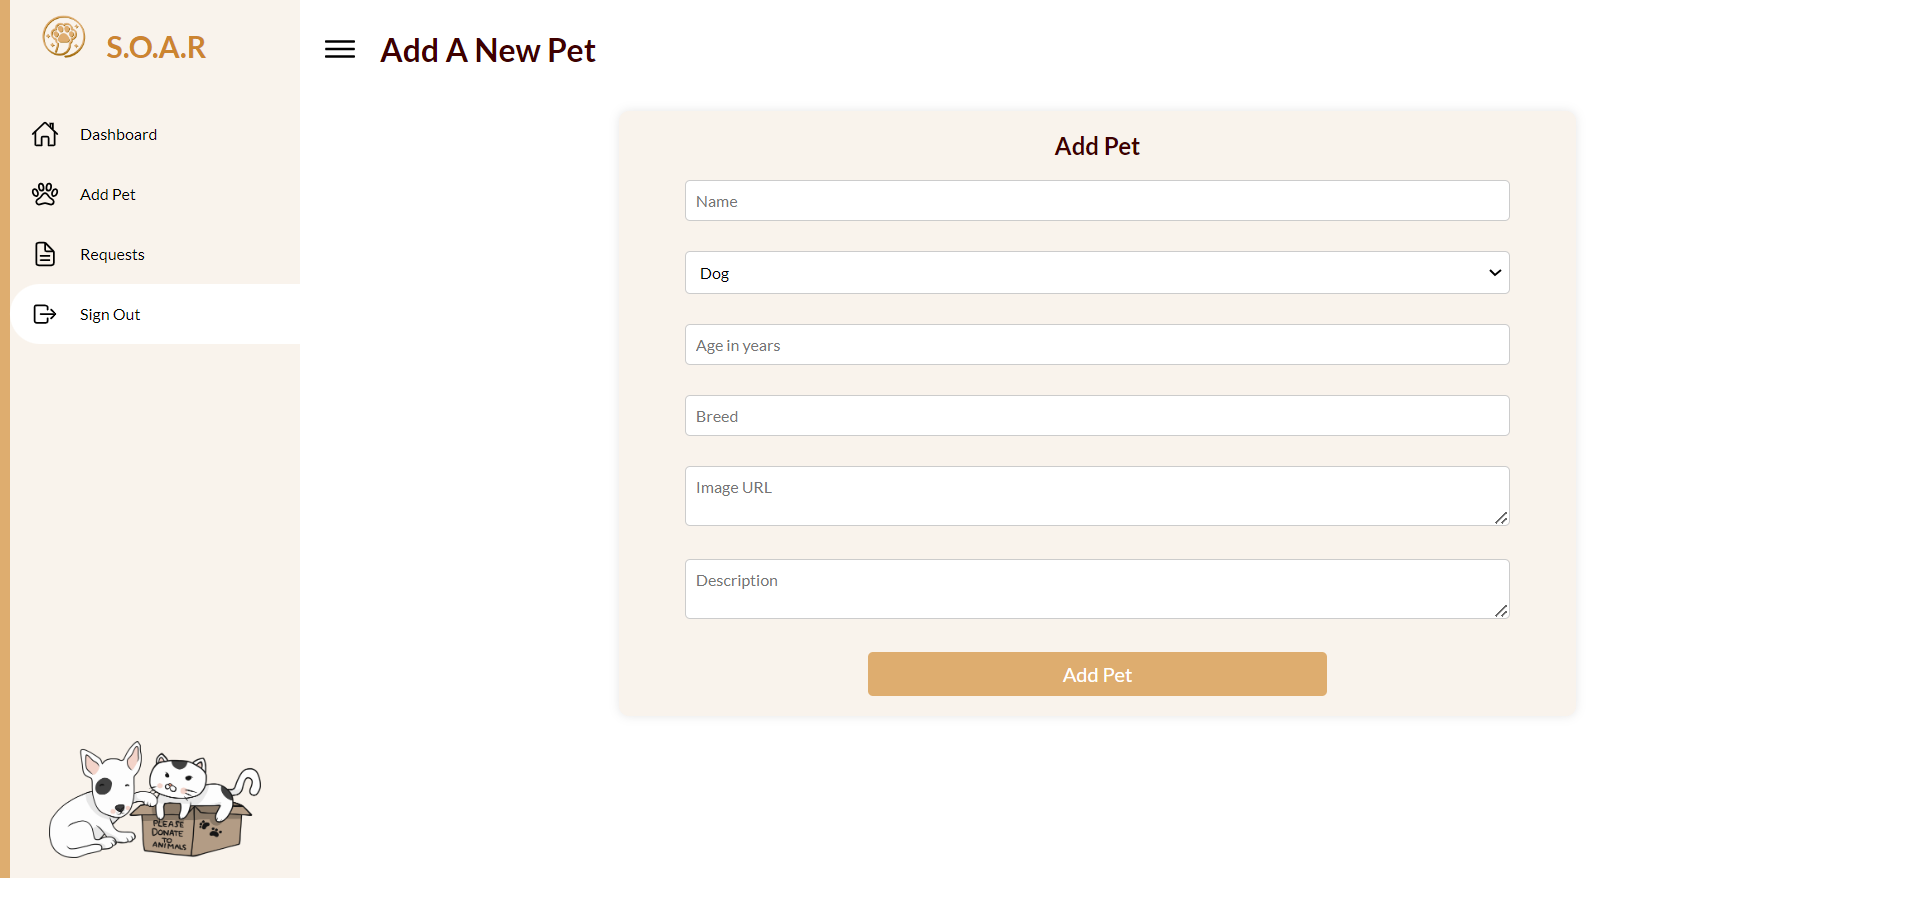 S.O.A.R
Add A New Pet
Dashboard
Add Pet
Requests
Sign Out
Add Pet
Name
Dog
Age in years
Breed
Image URL
Description
Add Pet
PLEASE
DONATE
TO
ANIMALS